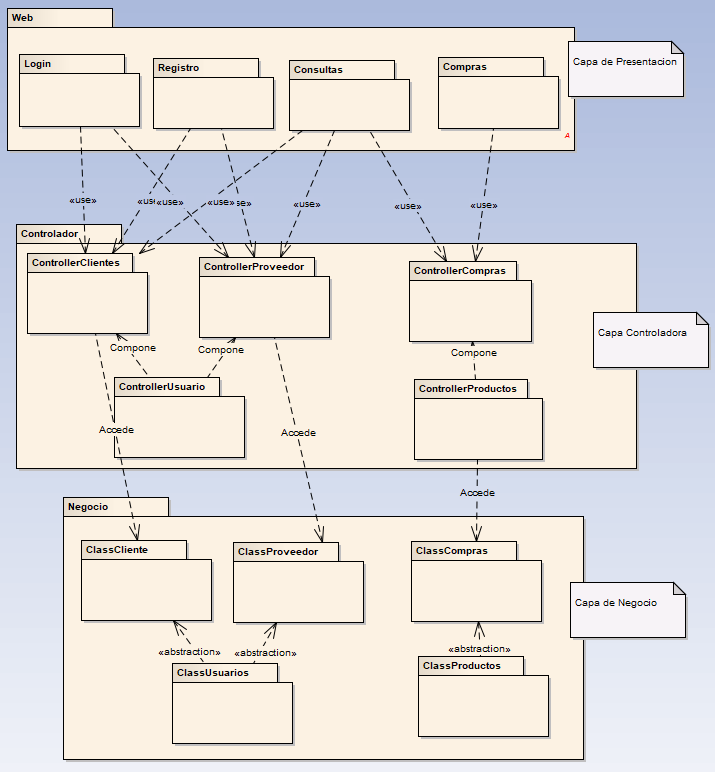 Web
Login
Registro
Consultas
Compras
Capa de Presentacion
A
«use»
«us
«use»
«use»
se»
«use»
«use»
«use»
Controlador
ControllerClientes
ControllerProveedor
ControllerCompras
Capa Controladora
Compone
Compone
Compone
ControllerUsuario
ControllerProductos
Accede
Accede
Accede
Negocio
ClassCliente
ClassProveedor
ClassCompras
Capa de Negocio
«abstraction»
«abstraction»
«abstraction»
ClassUsuarios
ClassProductos